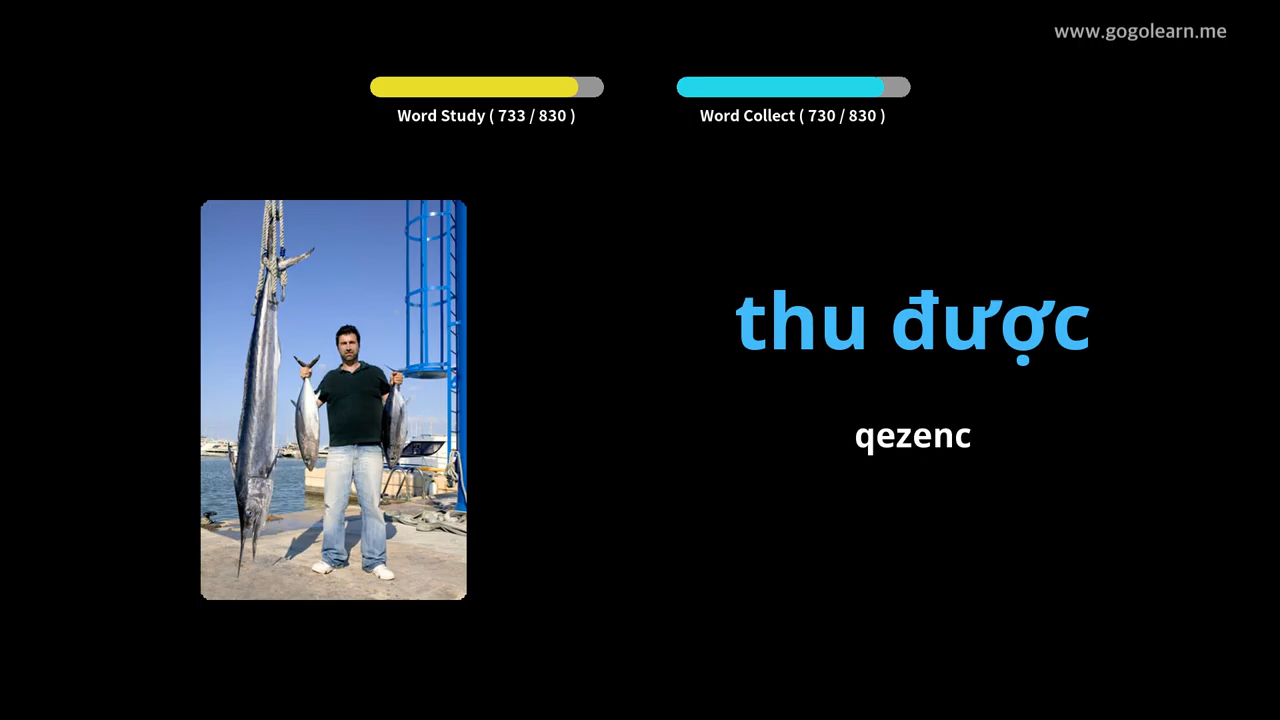 www.gogolearn.me
Word Study ( 733 / 830 )
Word Collect ( 730 / 830 )
thu được
qezenc